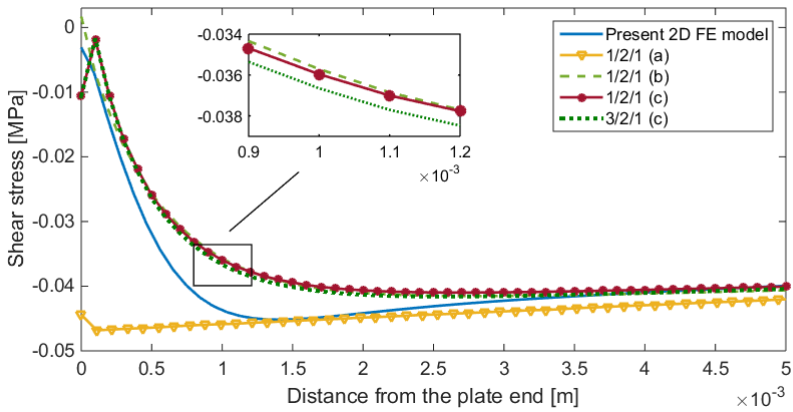 0
-0.01
-0.02
-0.03
-0.04
-0.05
Shear stress [MPa]
-0.034
-0.036
-0.038
0.9 1 1.1 1.2
×10⁻³
Present 2D FE model
1/2/1 (a)
1/2/1 (b)
1/2/1 (c)
3/2/1 (c)
0 0.5 1 1.5 2 2.5 3 3.5 4 4.5 5
Distance from the plate end [m]
×10⁻³